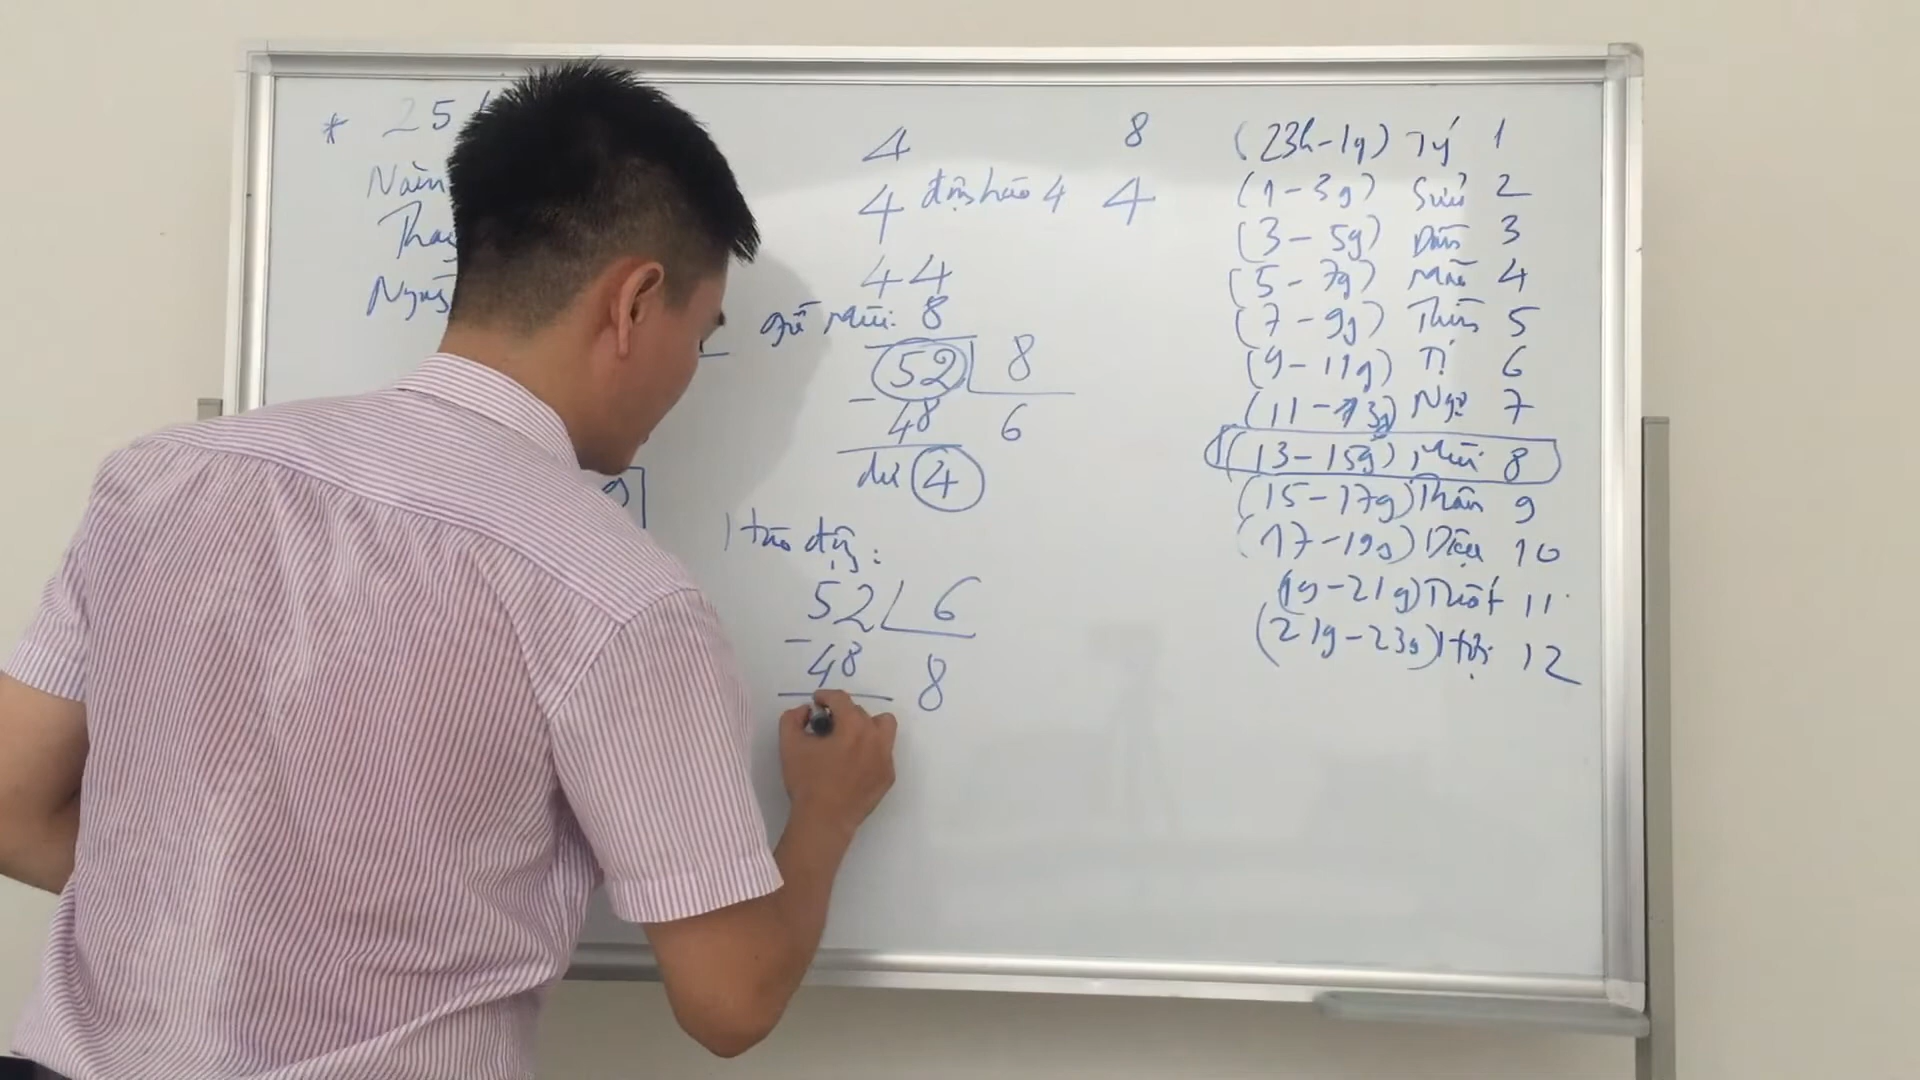 * 25
Năm
Tha
Ngày
4
8
4 động hào 4 4
44
giờ Mùi: 8
52 8
- 48 6
dư 4
Hào động:
52 6
- 48 8
(23h-1g) Tý 1
(1-3g) Sửu 2
(3-5g) Dần 3
(5-7g) Mão 4
(7-9g) Thìn 5
(9-11g) Tị 6
(11-13g) Ngọ 7
(13-15g) Mùi 8
(15-17g) Thân 9
(17-19g) Dậu 10
(19-21g) Tuất 11
(21g-23g) Hợi 12